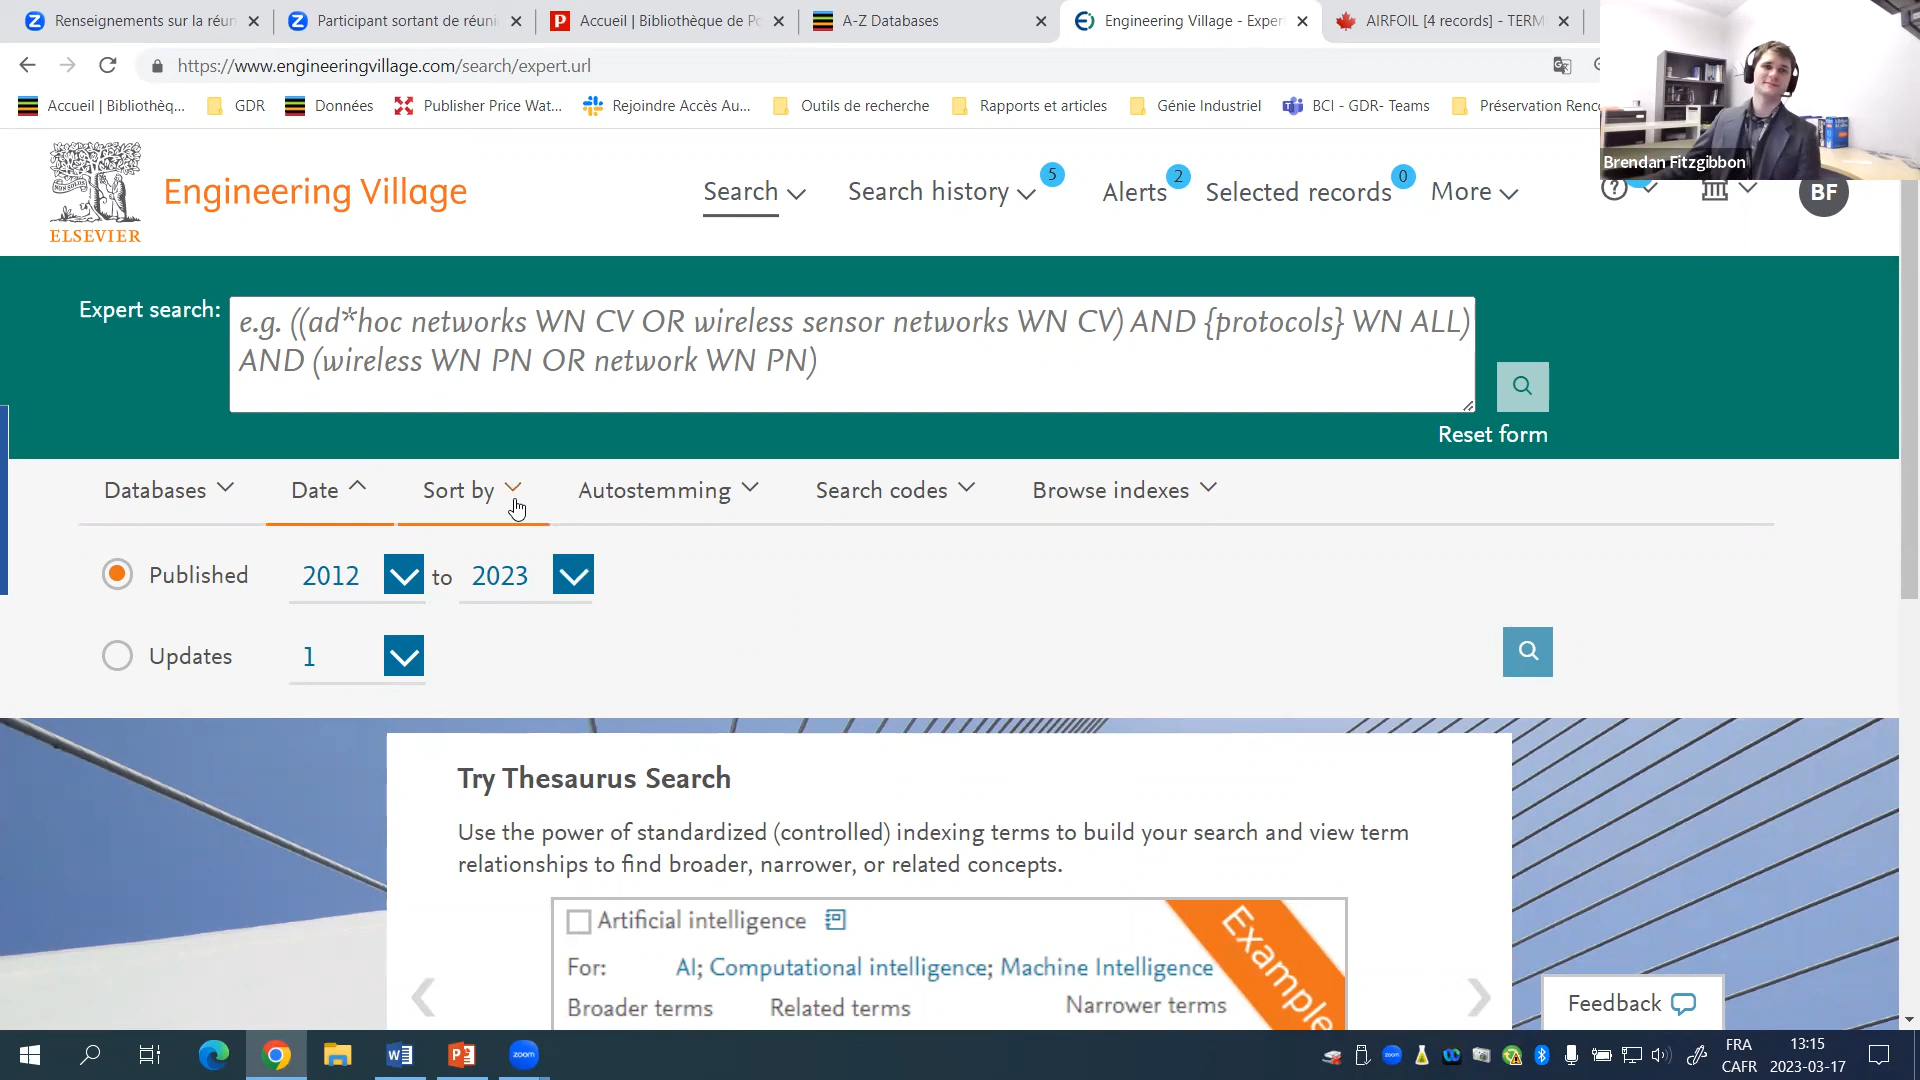 Renseignements sur la réun
Participant sortant de réuni
Accueil | Bibliothèque de Po
A-Z Databases
Engineering Village - Exper
AIRFOIL [4 records] - TERM
https://www.engineeringvillage.com/search/expert.url
Accueil | Bibliothèq...
GDR
Données
Publisher Price Wat...
Rejoindre Accès Au...
Outils de recherche
Rapports et articles
Génie Industriel
BCI - GDR- Teams
Préservation Renc
Brendan Fitzgibbon
ELSEVIER
Engineering Village
Search
Search history 5
Alerts 2
Selected records 0
More
BF
Expert search:
e.g. ((ad*hoc networks WN CV OR wireless sensor networks WN CV) AND {protocols} WN ALL)
AND (wireless WN PN OR network WN PN)
Reset form
Databases
Date
Sort by
Autostemming
Search codes
Browse indexes
Published 2012 to 2023
Updates 1
Try Thesaurus Search
Use the power of standardized (controlled) indexing terms to build your search and view term
relationships to find broader, narrower, or related concepts.
Artificial intelligence
Example
For: AI; Computational intelligence; Machine Intelligence
Broader terms Related terms Narrower terms
Feedback
zoom
FRA
CAFR
13:15
2023-03-17